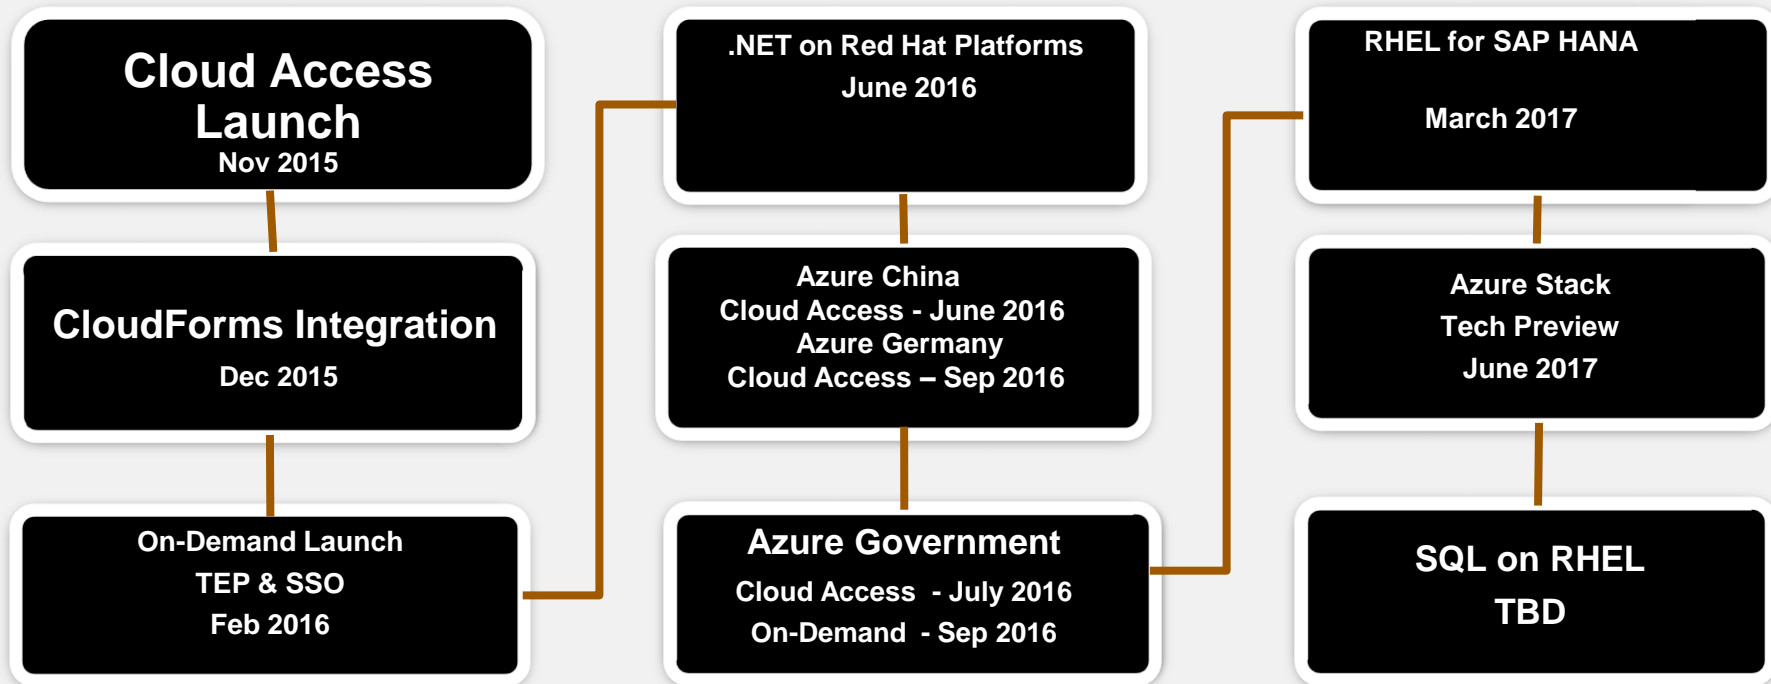 Cloud Access
Launch
Nov 2015
CloudForms Integration
Dec 2015
On-Demand Launch
TEP & SSO
Feb 2016
.NET on Red Hat Platforms
June 2016
Azure China
Cloud Access - June 2016
Azure Germany
Cloud Access – Sep 2016
Azure Government
Cloud Access - July 2016
On-Demand - Sep 2016
RHEL for SAP HANA
March 2017
Azure Stack
Tech Preview
June 2017
SQL on RHEL
TBD